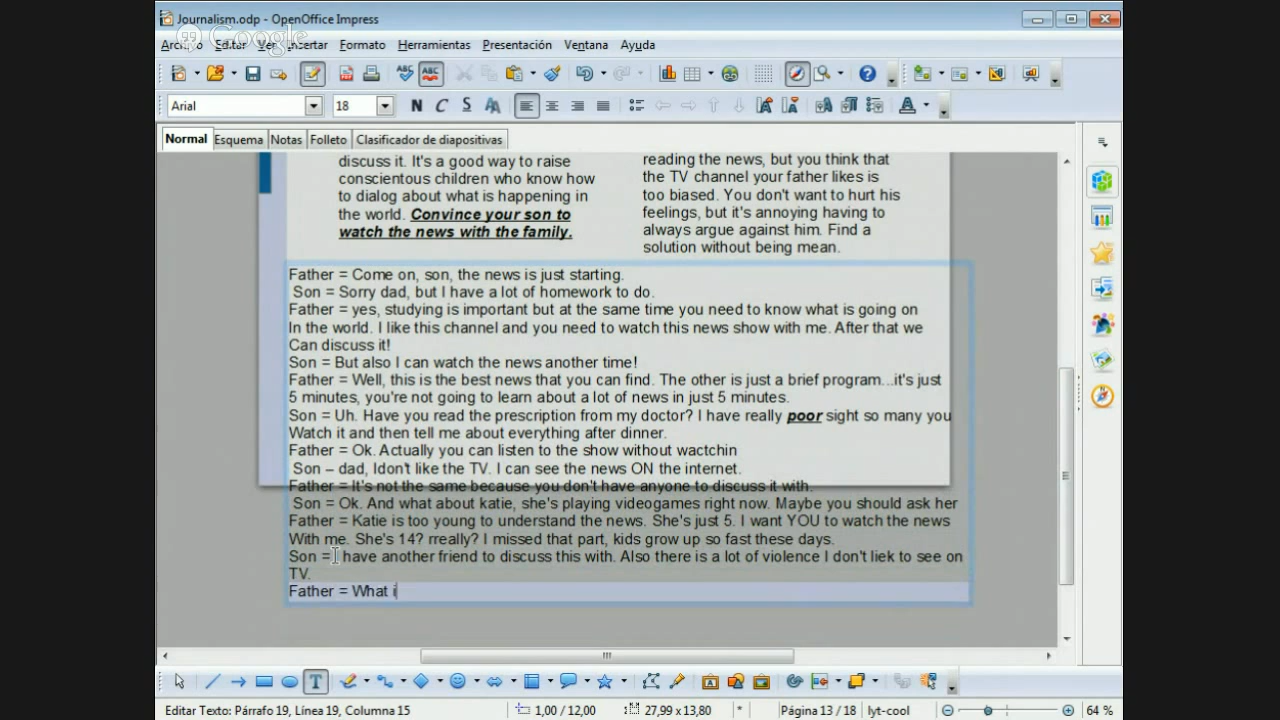 Journalism.odp - OpenOffice Impress
Google
Archivo Editar Ver Insertar Formato Herramientas Presentación Ventana Ayuda
Arial 18 N C S A
Normal Esquema Notas Folleto Clasificador de diapositivas
discuss it. It's a good way to raise
conscientous children who know how
to dialog about what is happening in
the world. Convince your son to
watch the news with the family.
reading the news, but you think that
the TV channel your father likes is
too biased. You don't want to hurt his
feelings, but it's annoying having to
always argue against him. Find a
solution without being mean.
Father = Come on, son, the news is just starting.
Son = Sorry dad, but I have a lot of homework to do.
Father = yes, studying is important but at the same time you need to know what is going on
In the world. I like this channel and you need to watch this news show with me. After that we
Can discuss it!
Son = But also I can watch the news another time!
Father = Well, this is the best news that you can find. The other is just a brief program...it's just
5 minutes, you're not going to learn about a lot of news in just 5 minutes.
Son = Uh. Have you read the prescription from my doctor? I have really poor sight so many you
Watch it and then tell me about everything after dinner.
Father = Ok. Actually you can listen to the show without wactchin
Son – dad, Idon't like the TV. I can see the news ON the internet.
Father = It's not the same because you don't have anyone to discuss it with.
Son = Ok. And what about katie, she's playing videogames right now. Maybe you should ask her
Father = Katie is too young to understand the news. She's just 5. I want YOU to watch the news
With me. She's 14? rreally? I missed that part, kids grow up so fast these days.
Son = I have another friend to discuss this with. Also there is a lot of violence I don't liek to see on
TV.
Father = What i
Editar Texto: Párrafo 19, Línea 19, Columna 15 1,00 / 12,00 27,99 x 13,80 * Página 13 / 18 lyt-cool 64 %